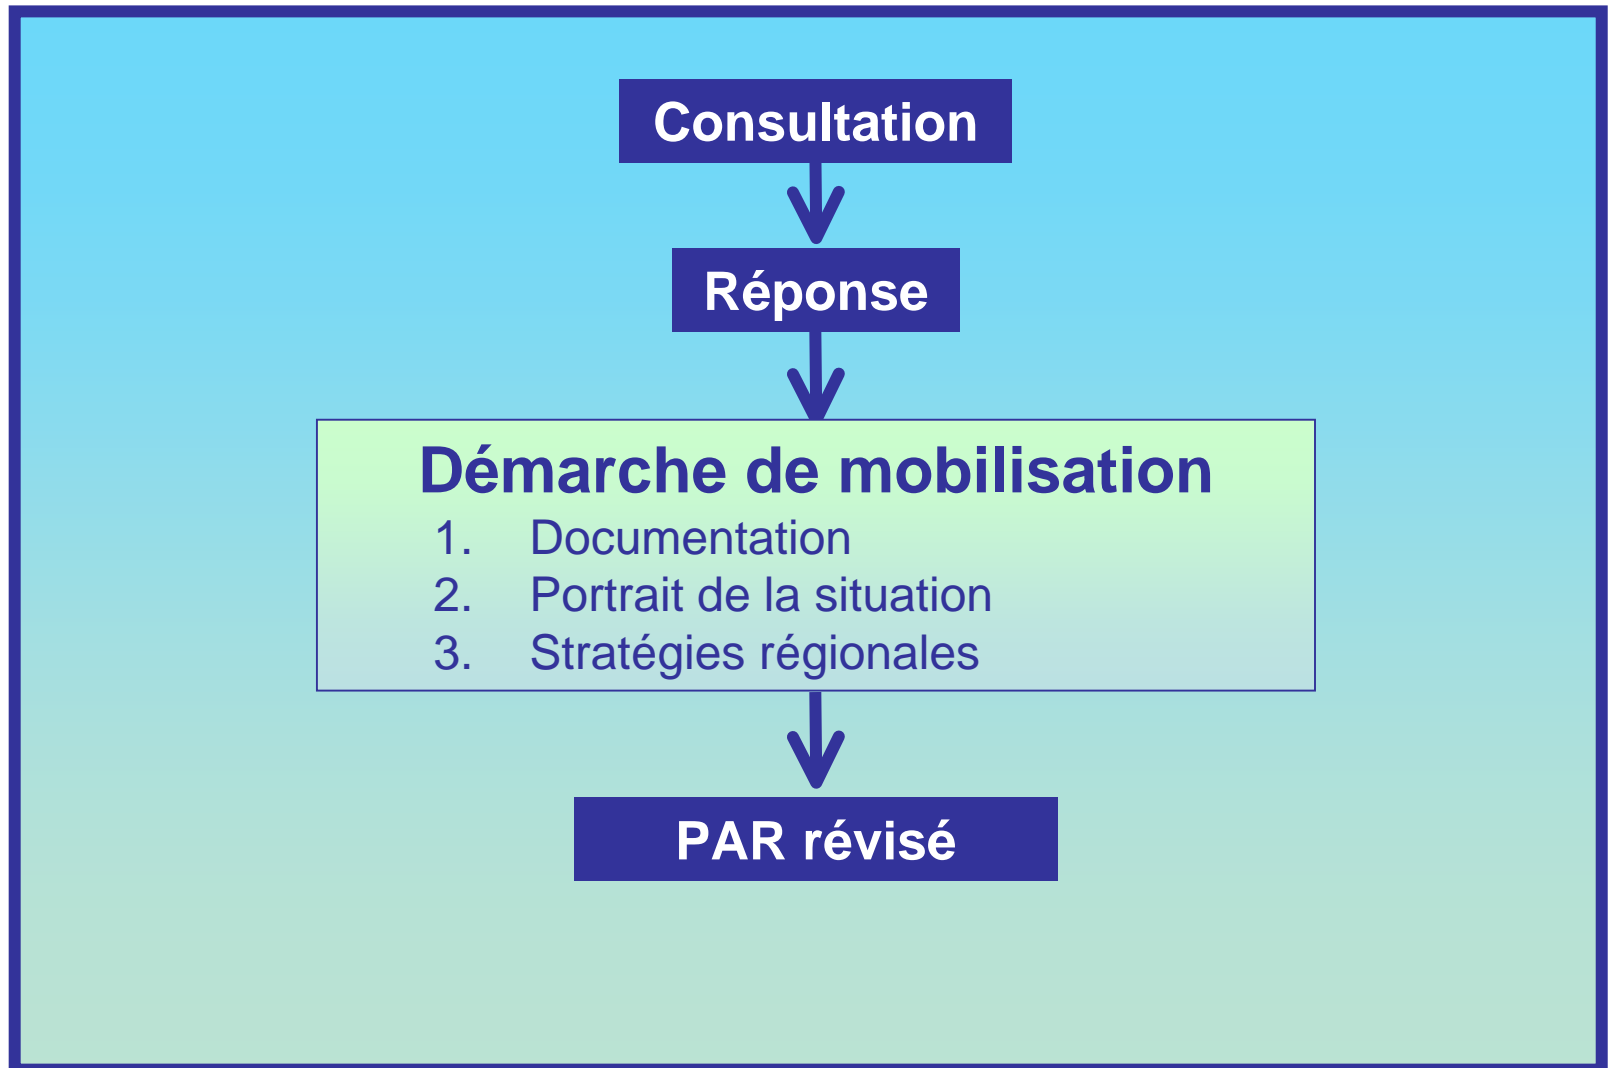 Consultation
Réponse
Démarche de mobilisation
1. Documentation
2. Portrait de la situation
3. Stratégies régionales
PAR révisé